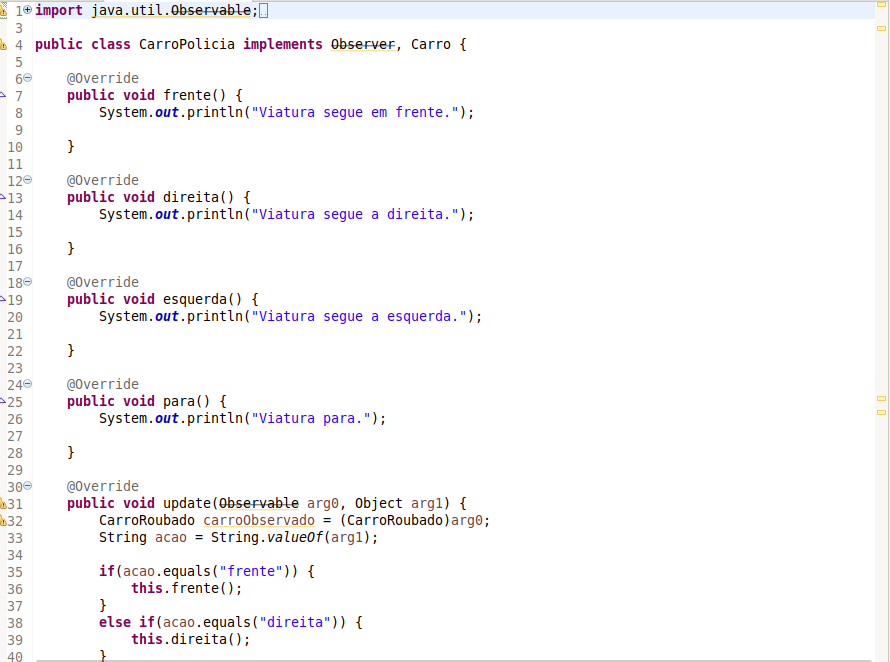 1 import java.util.Observable;
3
4 public class CarroPolicia implements Observer, Carro {
5
6 @Override
7 public void frente() {
8 System.out.println("Viatura segue em frente.");
9
10 }
11
12 @Override
13 public void direita() {
14 System.out.println("Viatura segue a direita.");
15
16 }
17
18 @Override
19 public void esquerda() {
20 System.out.println("Viatura segue a esquerda.");
21
22 }
23
24 @Override
25 public void para() {
26 System.out.println("Viatura para.");
27
28 }
29
30 @Override
31 public void update(Observable arg0, Object arg1) {
32 CarroRoubado carroObservado = (CarroRoubado)arg0;
33 String acao = String.valueOf(arg1);
34
35 if(acao.equals("frente")) {
36 this.frente();
37 }
38 else if(acao.equals("direita")) {
39 this.direita();
40 }